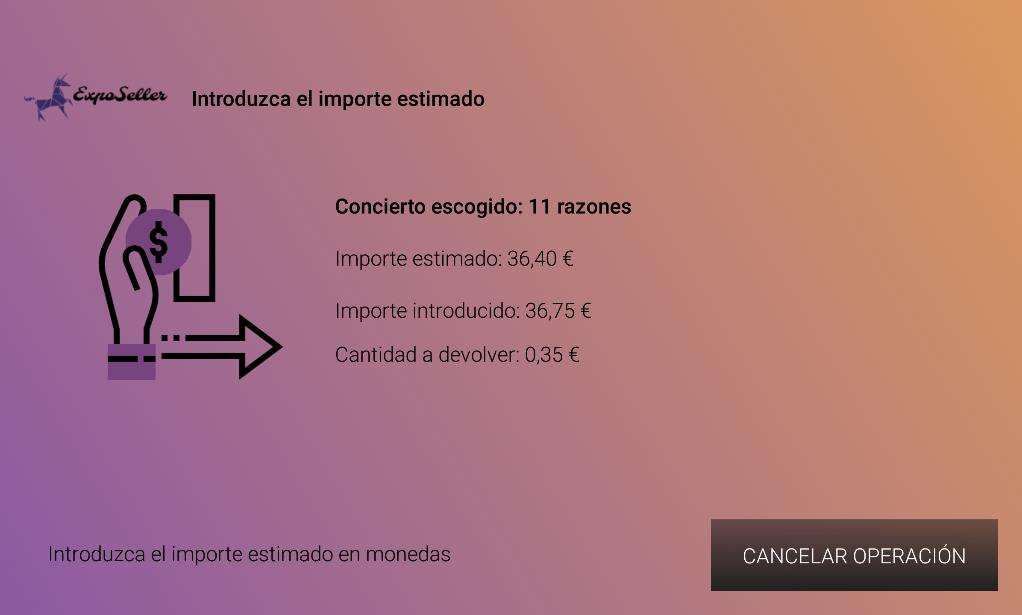 ExpoSeller
Introduzca el importe estimado
$
Concierto escogido: 11 razones
Importe estimado: 36,40 €
Importe introducido: 36,75 €
Cantidad a devolver: 0,35 €
Introduzca el importe estimado en monedas
CANCELAR OPERACIÓN